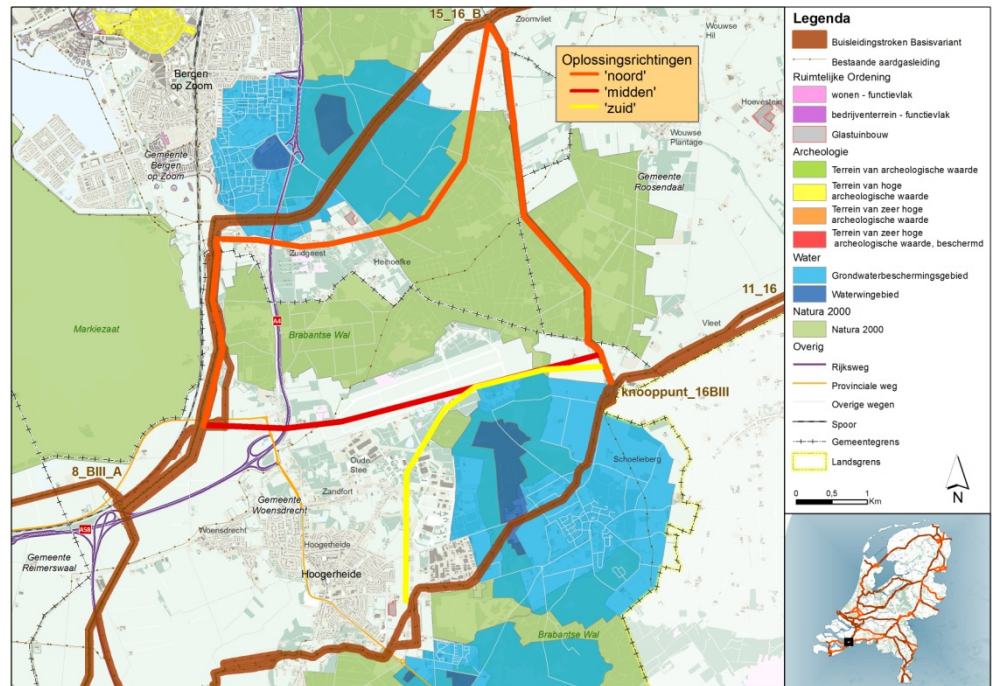 15_16_B
Zoomvliet
Wouwse
Hil
Bergen
op Zoom
Oplossingsrichtingen
'noord'
'midden'
'zuid'
Hoevestein
Wouwse
Plantage
Gemeente
Bergen
op Zoom
Gemeente
Roosendaal
Zuidgeest
Heihoefke
11_16
Markiezaat
A4
Brabantse Wal
Vleet
knooppunt_16BIII
8_BIII_A
Oude
Stee
Schoelieberg
Zandfort
Gemeente
Woensdrecht
A58
Woensdrecht
Hoogerheide
Gemeente
Reimerswaal
Hoogerheide
Brabantse Wal
Legenda
Buisleidingstroken Basisvariant
Bestaande aardgasleiding
Ruimtelijke Ordening
wonen - functievlak
bedrijventerrein - functievlak
Glastuinbouw
Archeologie
Terrein van archeologische waarde
Terrein van hoge
archeologische waarde
Terrein van zeer hoge
archeologische waarde
Terrein van zeer hoge
archeologische waarde, beschermd
Water
Grondwaterbeschermingsgebied
Waterwingebied
Natura 2000
Natura 2000
Overig
Rijksweg
Provinciale weg
Overige wegen
Spoor
Gemeentegrens
Landsgrens
0 0,5 1
Km
N